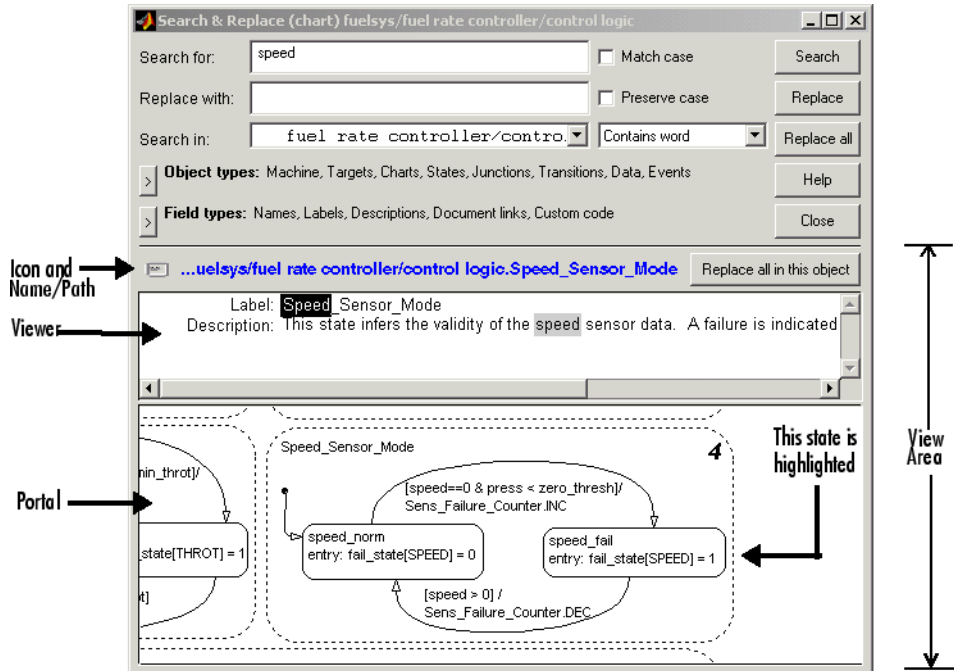 Search & Replace (chart) fuelsys/fuel rate controller/control logic
Search for: speed Match case Search
Replace with: Preserve case Replace
Search in: fuel rate controller/contro. Contains word Replace all
> Object types: Machine, Targets, Charts, States, Junctions, Transitions, Data, Events Help
> Field types: Names, Labels, Descriptions, Document links, Custom code Close
Icon and
Name/Path
...uelsys/fuel rate controller/control logic.Speed_Sensor_Mode Replace all in this object
Viewer
Label: Speed_Sensor_Mode
Description: This state infers the validity of the speed sensor data. A failure is indicated
View
Area
Portal
min_throt]/
_state[THROT] = 1
ot]
Speed_Sensor_Mode 4
[speed==0 & press < zero_thresh]/
Sens_Failure_Counter.INC
speed_norm
entry: fail_state[SPEED] = 0
speed_fail
entry: fail_state[SPEED] = 1
[speed > 0] /
Sens_Failure_Counter.DEC
This state is
highlighted